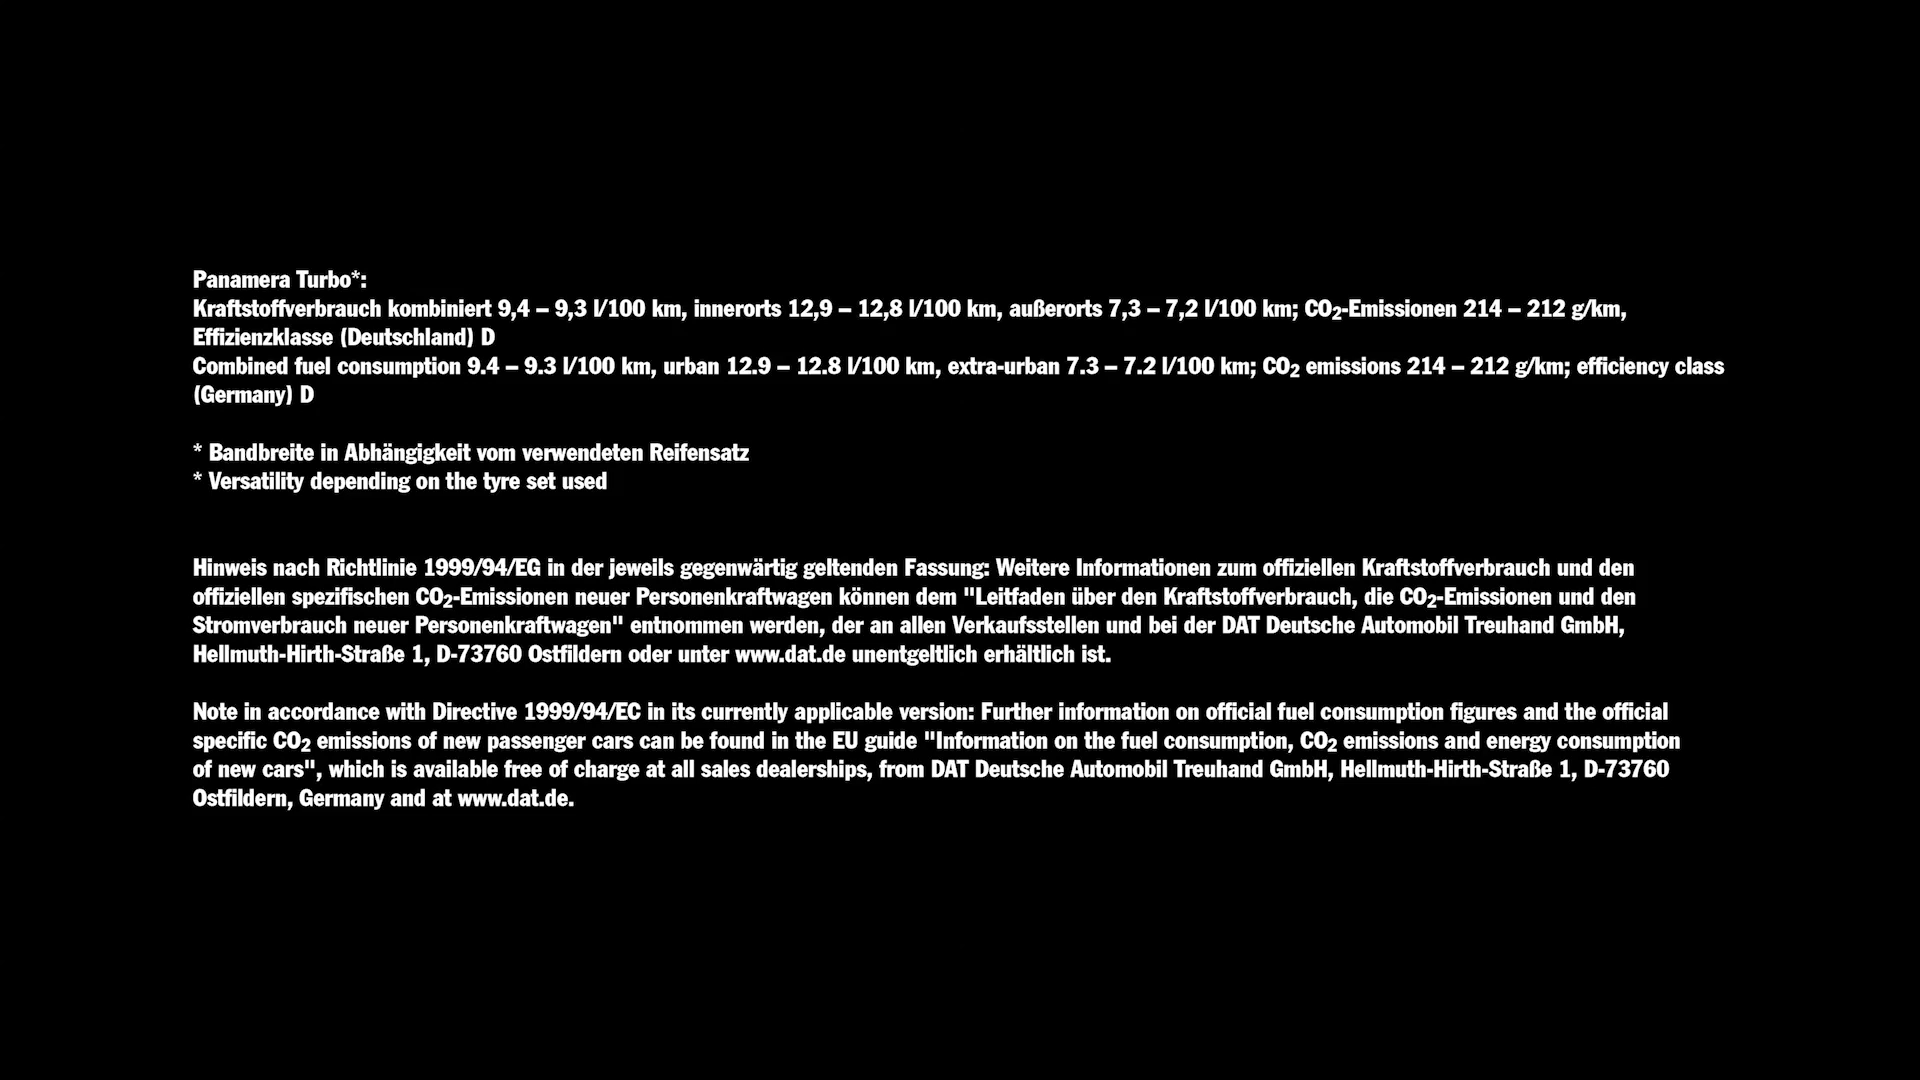 Panamera Turbo*:
Kraftstoffverbrauch kombiniert 9,4 – 9,3 l/100 km, innerorts 12,9 – 12,8 l/100 km, außerorts 7,3 – 7,2 l/100 km; CO₂-Emissionen 214 – 212 g/km,
Effizienzklasse (Deutschland) D
Combined fuel consumption 9.4 – 9.3 l/100 km, urban 12.9 – 12.8 l/100 km, extra-urban 7.3 – 7.2 l/100 km; CO₂ emissions 214 – 212 g/km; efficiency class
(Germany) D
* Bandbreite in Abhängigkeit vom verwendeten Reifensatz
* Versatility depending on the tyre set used
Hinweis nach Richtlinie 1999/94/EG in der jeweils gegenwärtig geltenden Fassung: Weitere Informationen zum offiziellen Kraftstoffverbrauch und den
offiziellen spezifischen CO₂-Emissionen neuer Personenkraftwagen können dem "Leitfaden über den Kraftstoffverbrauch, die CO₂-Emissionen und den
Stromverbrauch neuer Personenkraftwagen" entnommen werden, der an allen Verkaufsstellen und bei der DAT Deutsche Automobil Treuhand GmbH,
Hellmuth-Hirth-Straße 1, D-73760 Ostfildern oder unter www.dat.de unentgeltlich erhältlich ist.
Note in accordance with Directive 1999/94/EC in its currently applicable version: Further information on official fuel consumption figures and the official
specific CO₂ emissions of new passenger cars can be found in the EU guide "Information on the fuel consumption, CO₂ emissions and energy consumption
of new cars", which is available free of charge at all sales dealerships, from DAT Deutsche Automobil Treuhand GmbH, Hellmuth-Hirth-Straße 1, D-73760
Ostfildern, Germany and at www.dat.de.